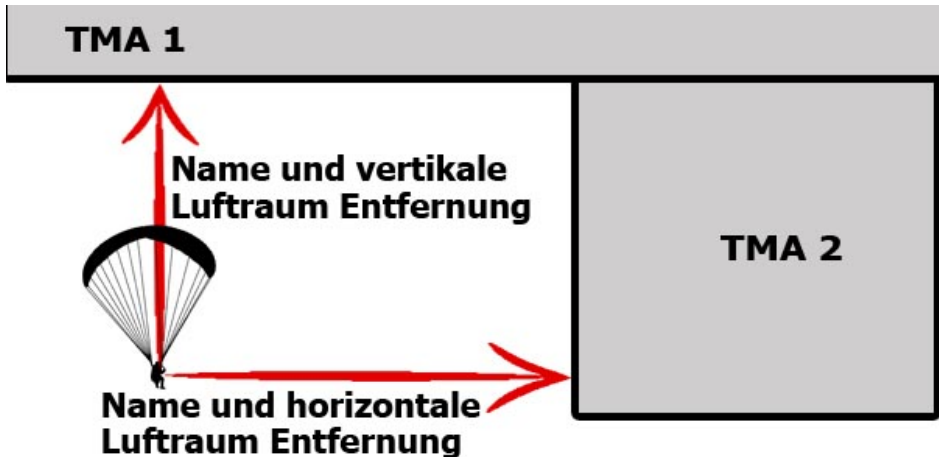 TMA 1
Name und vertikale
Luftraum Entfernung
TMA 2
Name und horizontale
Luftraum Entfernung